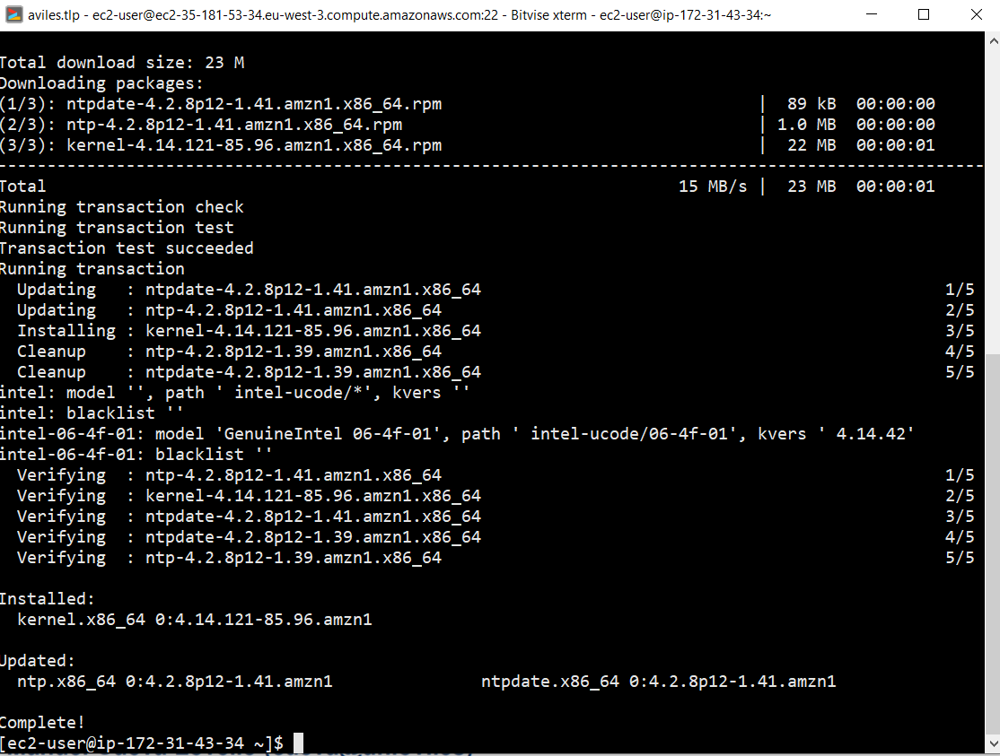 aviles.tlp - ec2-user@ec2-35-181-53-34.eu-west-3.compute.amazonaws.com:22 - Bitvise xterm - ec2-user@ip-172-31-43-34:~
Total download size: 23 M
Downloading packages:
(1/3): ntpdate-4.2.8p12-1.41.amzn1.x86_64.rpm | 89 kB 00:00:00
(2/3): ntp-4.2.8p12-1.41.amzn1.x86_64.rpm | 1.0 MB 00:00:00
(3/3): kernel-4.14.121-85.96.amzn1.x86_64.rpm | 22 MB 00:00:01
----------------------------------------------------------------------------------------------------
Total 15 MB/s | 23 MB 00:00:01
Running transaction check
Running transaction test
Transaction test succeeded
Running transaction
Updating : ntpdate-4.2.8p12-1.41.amzn1.x86_64 1/5
Updating : ntp-4.2.8p12-1.41.amzn1.x86_64 2/5
Installing : kernel-4.14.121-85.96.amzn1.x86_64 3/5
Cleanup : ntp-4.2.8p12-1.39.amzn1.x86_64 4/5
Cleanup : ntpdate-4.2.8p12-1.39.amzn1.x86_64 5/5
intel: model '', path ' intel-ucode/*', kvers ''
intel: blacklist ''
intel-06-4f-01: model 'GenuineIntel 06-4f-01', path ' intel-ucode/06-4f-01', kvers ' 4.14.42'
intel-06-4f-01: blacklist ''
Verifying : ntp-4.2.8p12-1.41.amzn1.x86_64 1/5
Verifying : kernel-4.14.121-85.96.amzn1.x86_64 2/5
Verifying : ntpdate-4.2.8p12-1.41.amzn1.x86_64 3/5
Verifying : ntpdate-4.2.8p12-1.39.amzn1.x86_64 4/5
Verifying : ntp-4.2.8p12-1.39.amzn1.x86_64 5/5
Installed:
kernel.x86_64 0:4.14.121-85.96.amzn1
Updated:
ntp.x86_64 0:4.2.8p12-1.41.amzn1 ntpdate.x86_64 0:4.2.8p12-1.41.amzn1
Complete!
[ec2-user@ip-172-31-43-34 ~]$